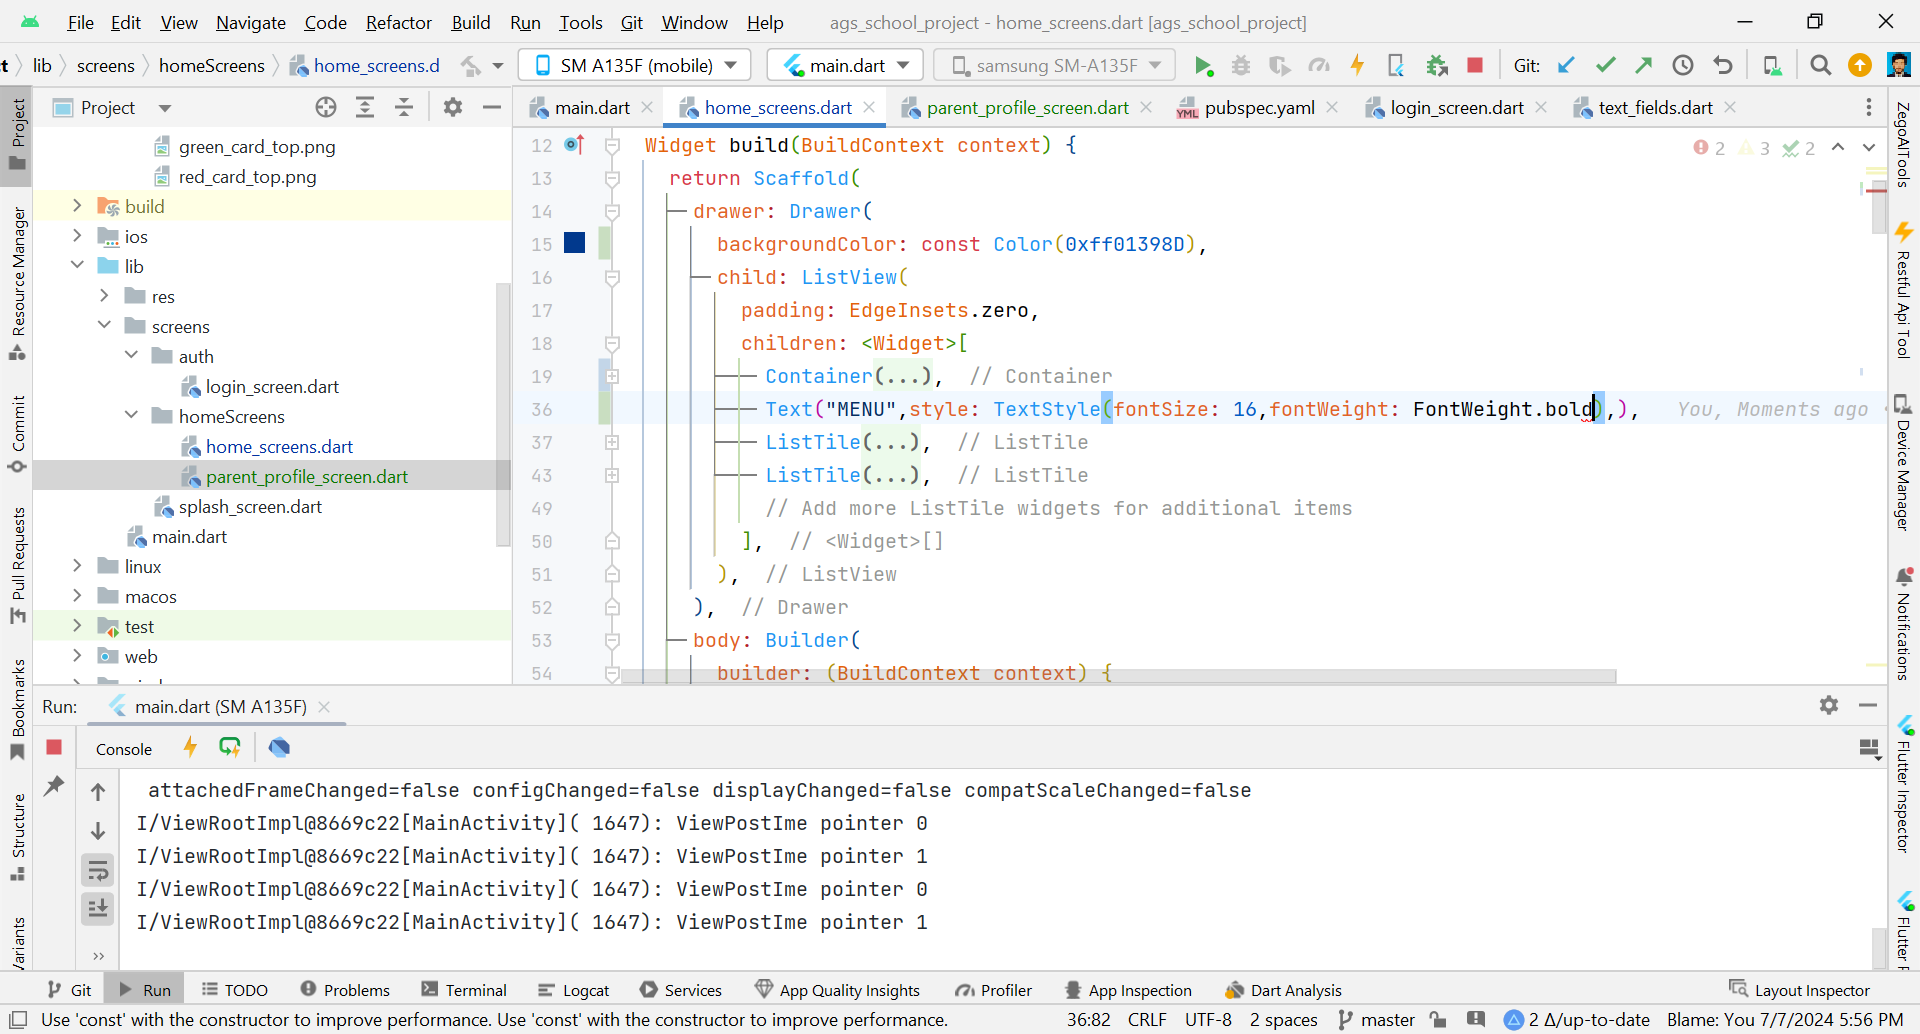 File Edit View Navigate Code Refactor Build Run Tools Git Window Help ags_school_project - home_screens.dart [ags_school_project]
t lib screens homeScreens home_screens.d SM A135F (mobile) main.dart samsung SM-A135F Git:
Project main.dart home_screens.dart parent_profile_screen.dart YML pubspec.yaml login_screen.dart text_fields.dart
Project
Resource Manager
Commit
Pull Requests
Bookmarks
Structure
Variants
green_card_top.png
red_card_top.png
build
ios
lib
res
screens
auth
login_screen.dart
homeScreens
home_screens.dart
parent_profile_screen.dart
splash_screen.dart
main.dart
linux
macos
test
web
2 3 2
12 Widget build(BuildContext context) {
13 return Scaffold(
14 drawer: Drawer(
15 backgroundColor: const Color(0xff01398D),
16 child: ListView(
17 padding: EdgeInsets.zero,
18 children: <Widget>[
19 Container(...), // Container
36 Text("MENU",style: TextStyle(fontSize: 16,fontWeight: FontWeight.bold),), You, Moments ago
37 ListTile(...), // ListTile
43 ListTile(...), // ListTile
49 // Add more ListTile widgets for additional items
50 ], // <Widget>[]
51 ), // ListView
52 ), // Drawer
53 body: Builder(
54 builder: (BuildContext context) {
ZegoAITools
Restful Api Tool
Device Manager
Notifications
Flutter Inspector
Flutter
Run: main.dart (SM A135F)
Console
attachedFrameChanged=false configChanged=false displayChanged=false compatScaleChanged=false
I/ViewRootImpl@8669c22[MainActivity]( 1647): ViewPostIme pointer 0
I/ViewRootImpl@8669c22[MainActivity]( 1647): ViewPostIme pointer 1
I/ViewRootImpl@8669c22[MainActivity]( 1647): ViewPostIme pointer 0
I/ViewRootImpl@8669c22[MainActivity]( 1647): ViewPostIme pointer 1
Git Run TODO Problems Terminal Logcat Services App Quality Insights Profiler App Inspection Dart Analysis Layout Inspector
Use 'const' with the constructor to improve performance. Use 'const' with the constructor to improve performance. 36:82 CRLF UTF-8 2 spaces master 2 Δ/up-to-date Blame: You 7/7/2024 5:56 PM